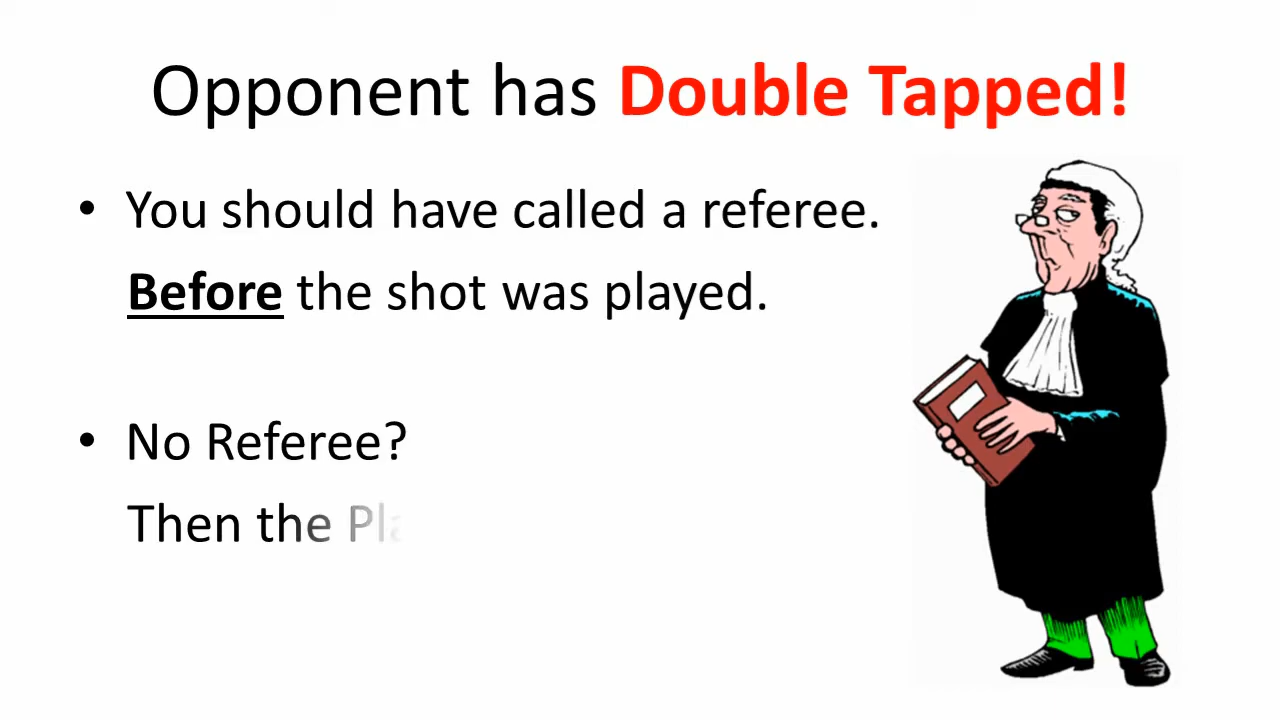 Opponent has Double Tapped!
• You should have called a referee.
Before the shot was played.
• No Referee?
Then the